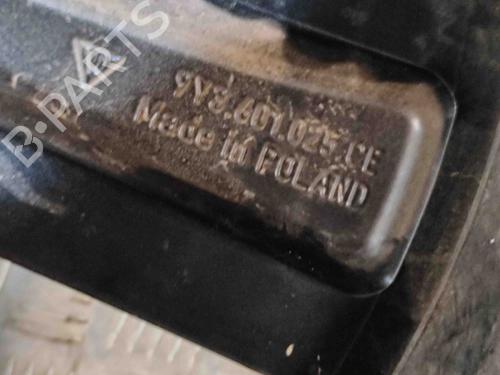 B-PARTS
9Y3.601.025.CE
Made in POLAND